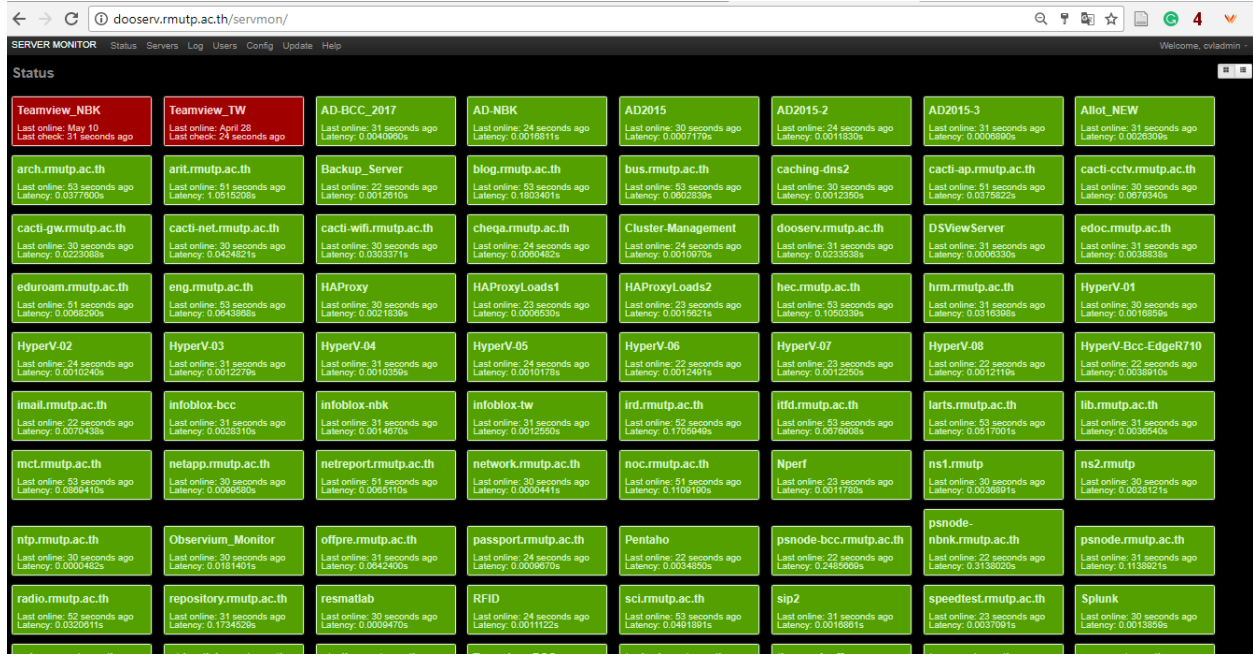 dooserv.rmutp.ac.th/servmon/
4
SERVER MONITOR Status Servers Log Users Config Update Help Welcome, cvladmin
Status
Teamview_NBK
Last online: May 10
Last check: 31 seconds ago
Teamview_TW
Last online: April 28
Last check: 24 seconds ago
AD-BCC_2017
Last online: 31 seconds ago
Latency: 0.0040960s
AD-NBK
Last online: 24 seconds ago
Latency: 0.0016811s
AD2015
Last online: 30 seconds ago
Latency: 0.0007179s
AD2015-2
Last online: 24 seconds ago
Latency: 0.0011830s
AD2015-3
Last online: 31 seconds ago
Latency: 0.0006890s
Allot_NEW
Last online: 31 seconds ago
Latency: 0.0026309s
arch.rmutp.ac.th
Last online: 53 seconds ago
Latency: 0.0377600s
arit.rmutp.ac.th
Last online: 51 seconds ago
Latency: 1.0515208s
Backup_Server
Last online: 22 seconds ago
Latency: 0.0012610s
blog.rmutp.ac.th
Last online: 53 seconds ago
Latency: 0.1803401s
bus.rmutp.ac.th
Last online: 53 seconds ago
Latency: 0.0602839s
caching-dns2
Last online: 30 seconds ago
Latency: 0.0012350s
cacti-ap.rmutp.ac.th
Last online: 51 seconds ago
Latency: 0.0375822s
cacti-cctv.rmutp.ac.th
Last online: 30 seconds ago
Latency: 0.0679340s
cacti-gw.rmutp.ac.th
Last online: 30 seconds ago
Latency: 0.0223088s
cacti-net.rmutp.ac.th
Last online: 30 seconds ago
Latency: 0.0424821s
cacti-wifi.rmutp.ac.th
Last online: 30 seconds ago
Latency: 0.0303371s
cheqa.rmutp.ac.th
Last online: 24 seconds ago
Latency: 0.0060482s
Cluster-Management
Last online: 24 seconds ago
Latency: 0.0010970s
dooserv.rmutp.ac.th
Last online: 31 seconds ago
Latency: 0.0233538s
DSViewServer
Last online: 31 seconds ago
Latency: 0.0006330s
edoc.rmutp.ac.th
Last online: 31 seconds ago
Latency: 0.0038838s
eduroam.rmutp.ac.th
Last online: 51 seconds ago
Latency: 0.0068290s
eng.rmutp.ac.th
Last online: 53 seconds ago
Latency: 0.0643868s
HAProxy
Last online: 30 seconds ago
Latency: 0.0021839s
HAProxyLoads1
Last online: 23 seconds ago
Latency: 0.0006530s
HAProxyLoads2
Last online: 23 seconds ago
Latency: 0.0015621s
hec.rmutp.ac.th
Last online: 53 seconds ago
Latency: 0.1050339s
hrm.rmutp.ac.th
Last online: 31 seconds ago
Latency: 0.0316398s
HyperV-01
Last online: 30 seconds ago
Latency: 0.0016859s
HyperV-02
Last online: 24 seconds ago
Latency: 0.0010240s
HyperV-03
Last online: 31 seconds ago
Latency: 0.0012279s
HyperV-04
Last online: 31 seconds ago
Latency: 0.0010359s
HyperV-05
Last online: 24 seconds ago
Latency: 0.0010178s
HyperV-06
Last online: 22 seconds ago
Latency: 0.0012491s
HyperV-07
Last online: 23 seconds ago
Latency: 0.0012250s
HyperV-08
Last online: 22 seconds ago
Latency: 0.0012119s
HyperV-Bcc-EdgeR710
Last online: 22 seconds ago
Latency: 0.0038910s
imail.rmutp.ac.th
Last online: 22 seconds ago
Latency: 0.0070438s
infoblox-bcc
Last online: 31 seconds ago
Latency: 0.0028310s
infoblox-nbk
Last online: 31 seconds ago
Latency: 0.0014670s
infoblox-tw
Last online: 31 seconds ago
Latency: 0.0012550s
ird.rmutp.ac.th
Last online: 52 seconds ago
Latency: 0.1705949s
itfd.rmutp.ac.th
Last online: 53 seconds ago
Latency: 0.0676908s
larts.rmutp.ac.th
Last online: 53 seconds ago
Latency: 0.0517001s
lib.rmutp.ac.th
Last online: 31 seconds ago
Latency: 0.0036540s
mct.rmutp.ac.th
Last online: 53 seconds ago
Latency: 0.0869410s
netapp.rmutp.ac.th
Last online: 30 seconds ago
Latency: 0.0099580s
netreport.rmutp.ac.th
Last online: 51 seconds ago
Latency: 0.0065110s
network.rmutp.ac.th
Last online: 30 seconds ago
Latency: 0.0000441s
noc.rmutp.ac.th
Last online: 51 seconds ago
Latency: 0.1109190s
Nperf
Last online: 23 seconds ago
Latency: 0.0011780s
ns1.rmutp
Last online: 30 seconds ago
Latency: 0.0036891s
ns2.rmutp
Last online: 30 seconds ago
Latency: 0.0028121s
ntp.rmutp.ac.th
Last online: 30 seconds ago
Latency: 0.0000482s
Observium_Monitor
Last online: 30 seconds ago
Latency: 0.0181401s
offpre.rmutp.ac.th
Last online: 31 seconds ago
Latency: 0.0642400s
passport.rmutp.ac.th
Last online: 24 seconds ago
Latency: 0.0009670s
Pentaho
Last online: 22 seconds ago
Latency: 0.0034850s
psnode-bcc.rmutp.ac.th
Last online: 22 seconds ago
Latency: 0.2485669s
psnode-
nbnk.rmutp.ac.th
Last online: 22 seconds ago
Latency: 0.3138020s
psnode.rmutp.ac.th
Last online: 31 seconds ago
Latency: 0.1138921s
radio.rmutp.ac.th
Last online: 52 seconds ago
Latency: 0.0320611s
repository.rmutp.ac.th
Last online: 31 seconds ago
Latency: 0.1734529s
resmatlab
Last online: 30 seconds ago
Latency: 0.0009470s
RFID
Last online: 24 seconds ago
Latency: 0.0011122s
sci.rmutp.ac.th
Last online: 53 seconds ago
Latency: 0.0491891s
sip2
Last online: 31 seconds ago
Latency: 0.0016861s
speedtest.rmutp.ac.th
Last online: 23 seconds ago
Latency: 0.0037091s
Splunk
Last online: 30 seconds ago
Latency: 0.0013859s